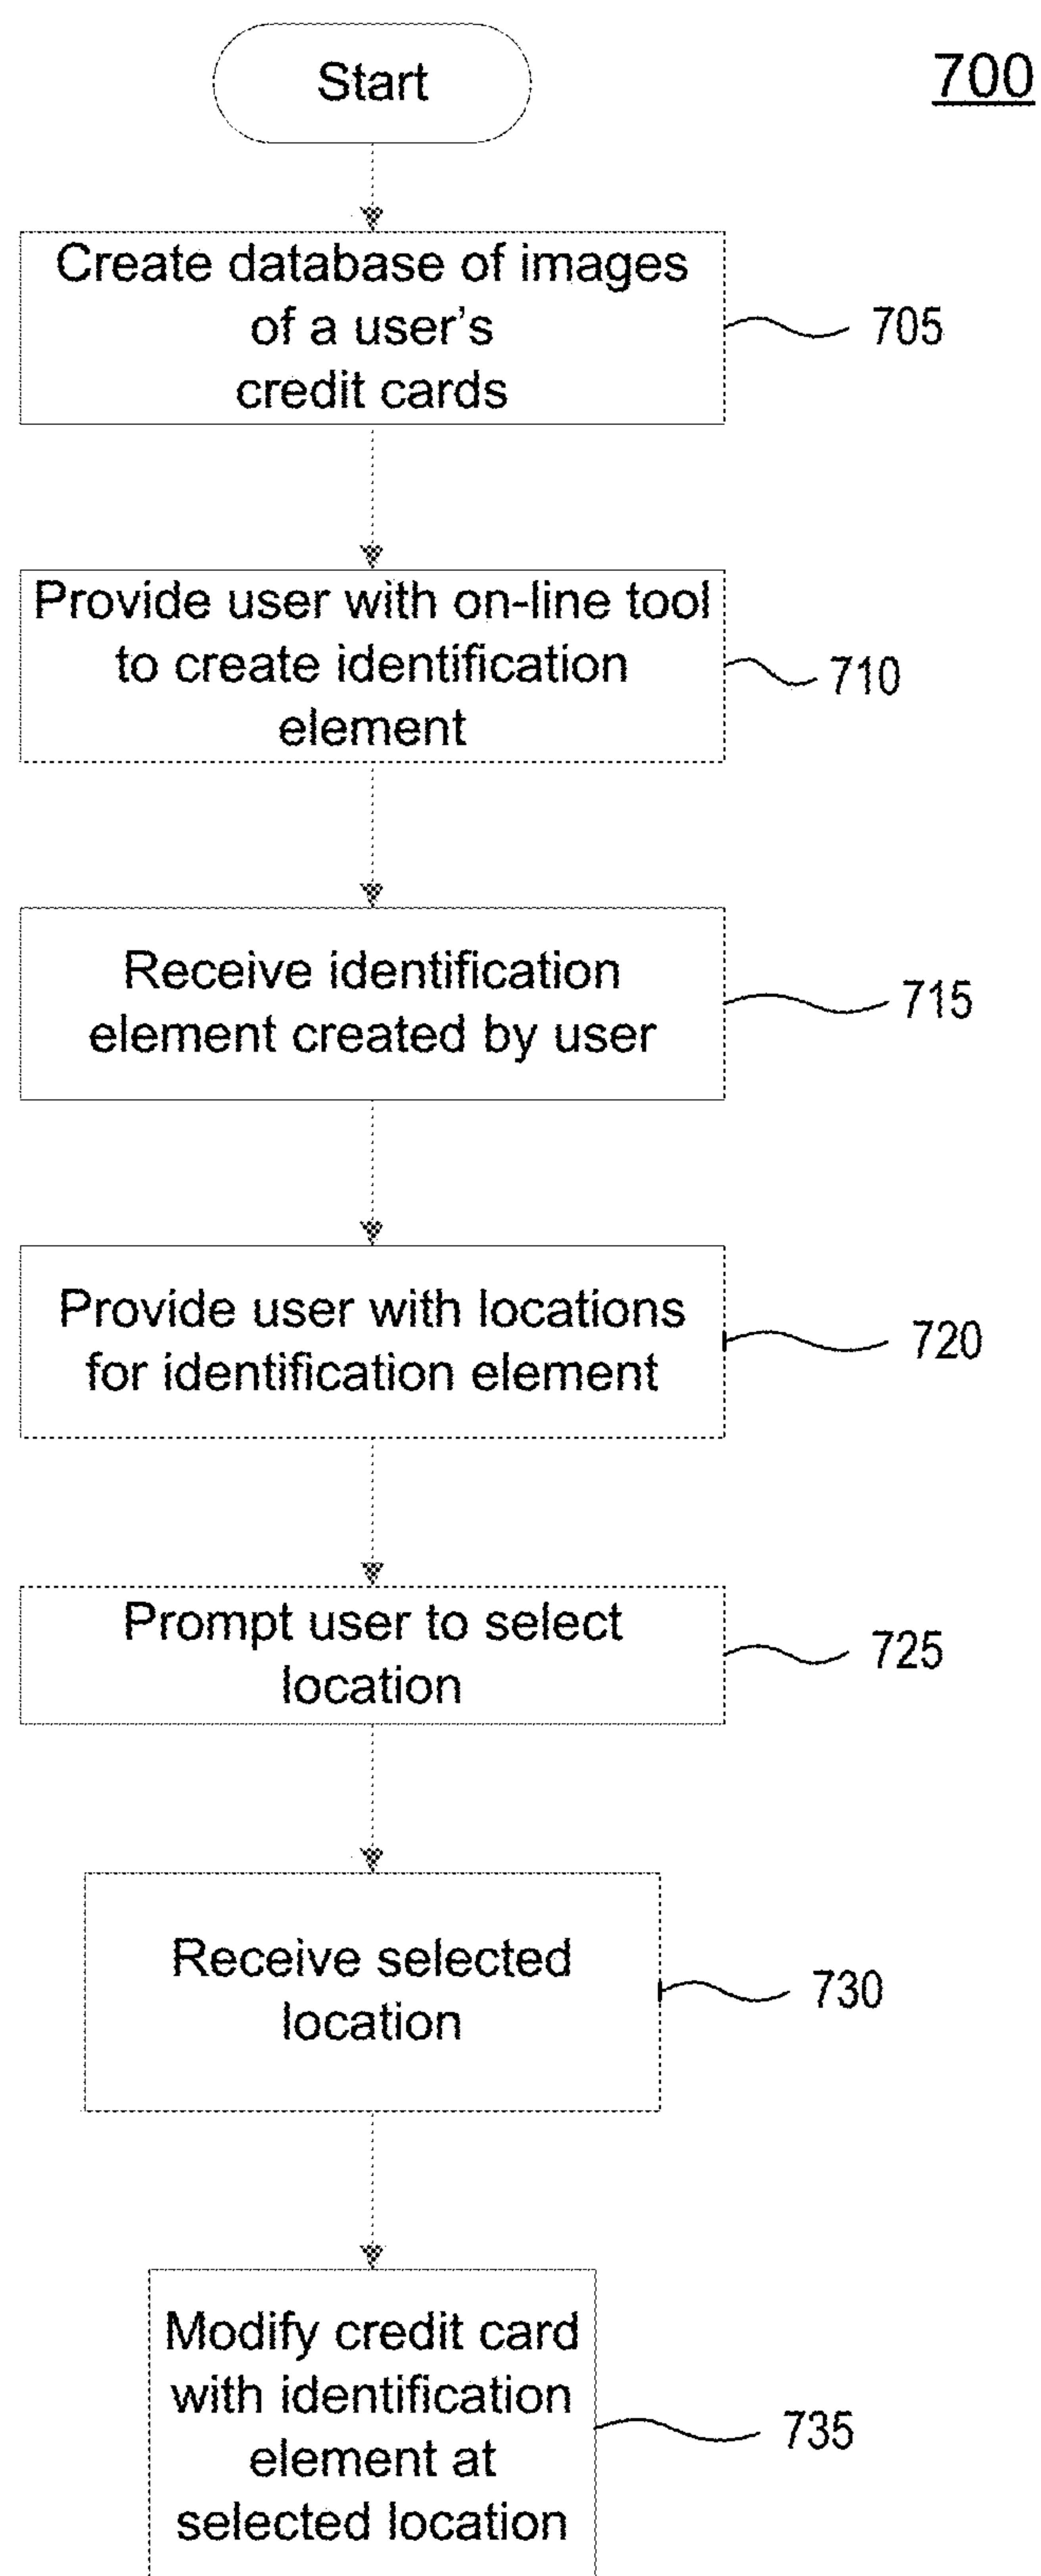 Start
700
Create database of images
of a user's
credit cards
705
Provide user with on-line tool
to create identification
element
710
Receive identification
element created by user
715
Provide user with locations
for identification element
720
Prompt user to select
location
725
Receive selected
location
730
Modify credit card
with identification
element at
selected location
735